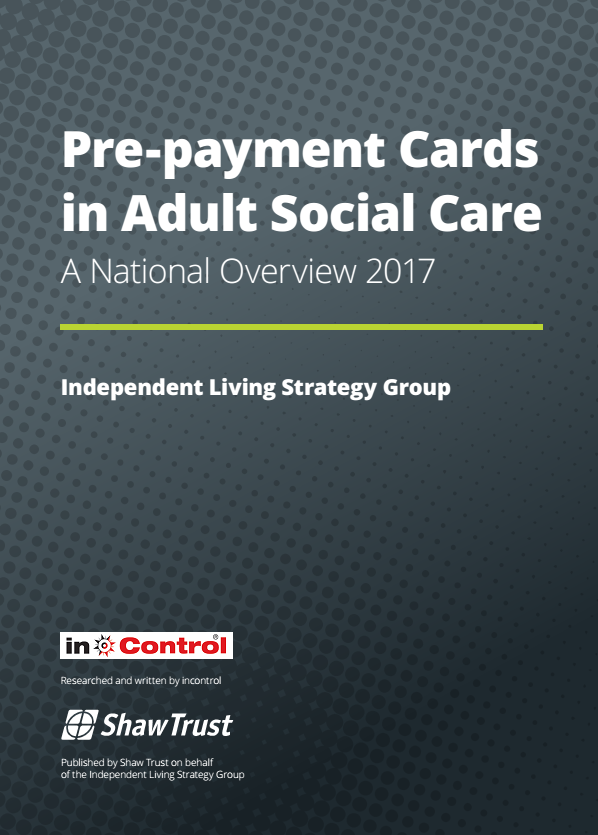 Pre-payment Cards
in Adult Social Care
A National Overview 2017
Independent Living Strategy Group
in Control®
Researched and written by incontrol
Shaw Trust
Published by Shaw Trust on behalf
of the Independent Living Strategy Group